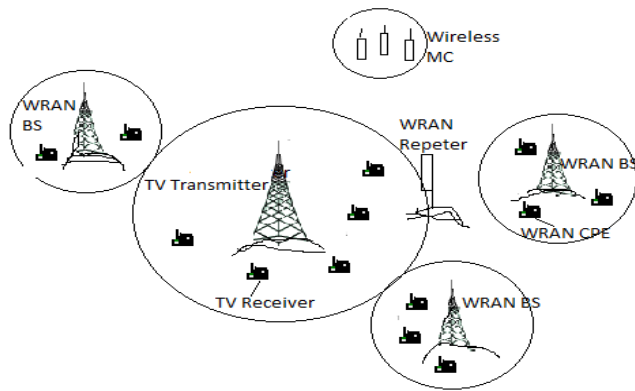 Wireless
MC
WRAN
BS
WRAN
Repeter
TV Transmitter
WRAN BS
WRAN CPE
TV Receiver
WRAN BS